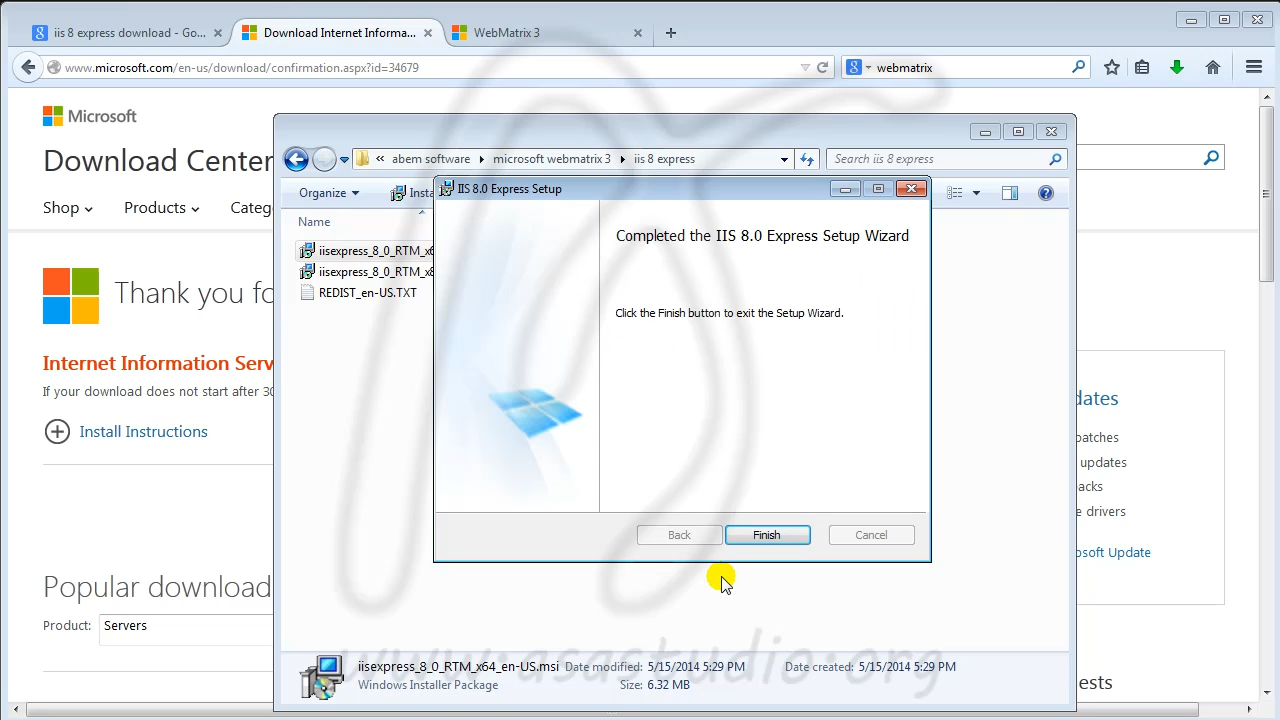 iis 8 express download - Go...
Download Internet Informa...
WebMatrix 3
www.microsoft.com/en-us/download/confirmation.aspx?id=34679
webmatrix
Microsoft
Download Center
Shop
Products
Categ
Thank you fo
Internet Information Serv
If your download does not start after 30
Install Instructions
Popular download
Product:
Servers
« abem software
microsoft webmatrix 3
iis 8 express
Search iis 8 express
Organize
Insta
Name
iisexpress_8_0_RTM_x6
iisexpress_8_0_RTM_x8
REDIST_en-US.TXT
IIS 8.0 Express Setup
Completed the IIS 8.0 Express Setup Wizard
Click the Finish button to exit the Setup Wizard.
Back
Finish
Cancel
iisexpress_8_0_RTM_x64_en-US.msi
Date modified: 5/15/2014 5:29 PM
Date created: 5/15/2014 5:29 PM
Windows Installer Package
Size: 6.32 MB
dates
patches
updates
acks
e drivers
osoft Update
ests
www.asastudio.org